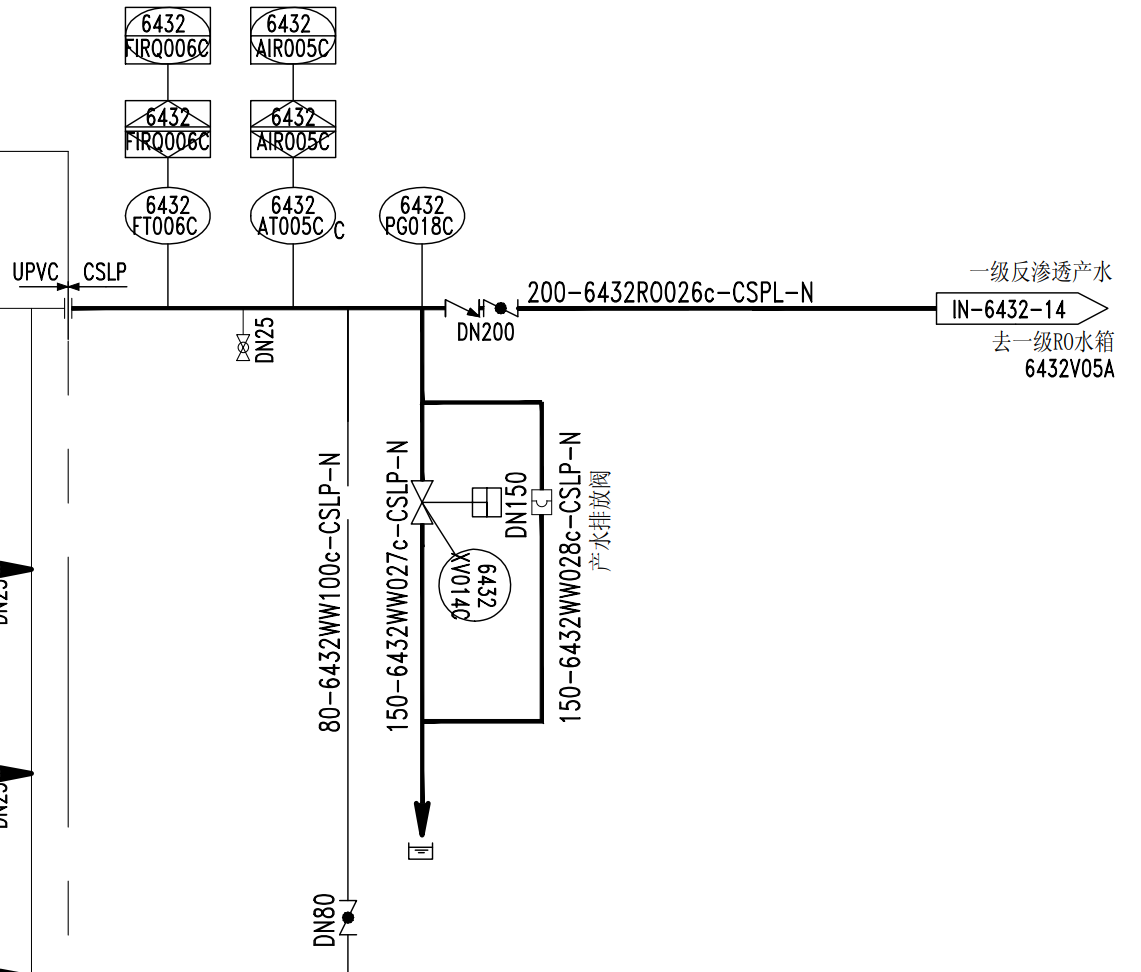 6432
FIRQ006C
6432
AIR005C
6432
FIRQ006C
6432
AIR005C
6432
FT006C
6432
AT005C
C
6432
PG018C
UPVC
CSLP
一级反渗透产水
200-6432RO026c-CSPL-N
IN-6432-14
DN200
DN25
去一级RO水箱
6432V05A
80-6432WW100c-CSLP-N
150-6432WW027c-CSLP-N
DN150
150-6432WW028c-CSLP-N
产水排放阀
6432
XV014C
DN25
DN25
DN80